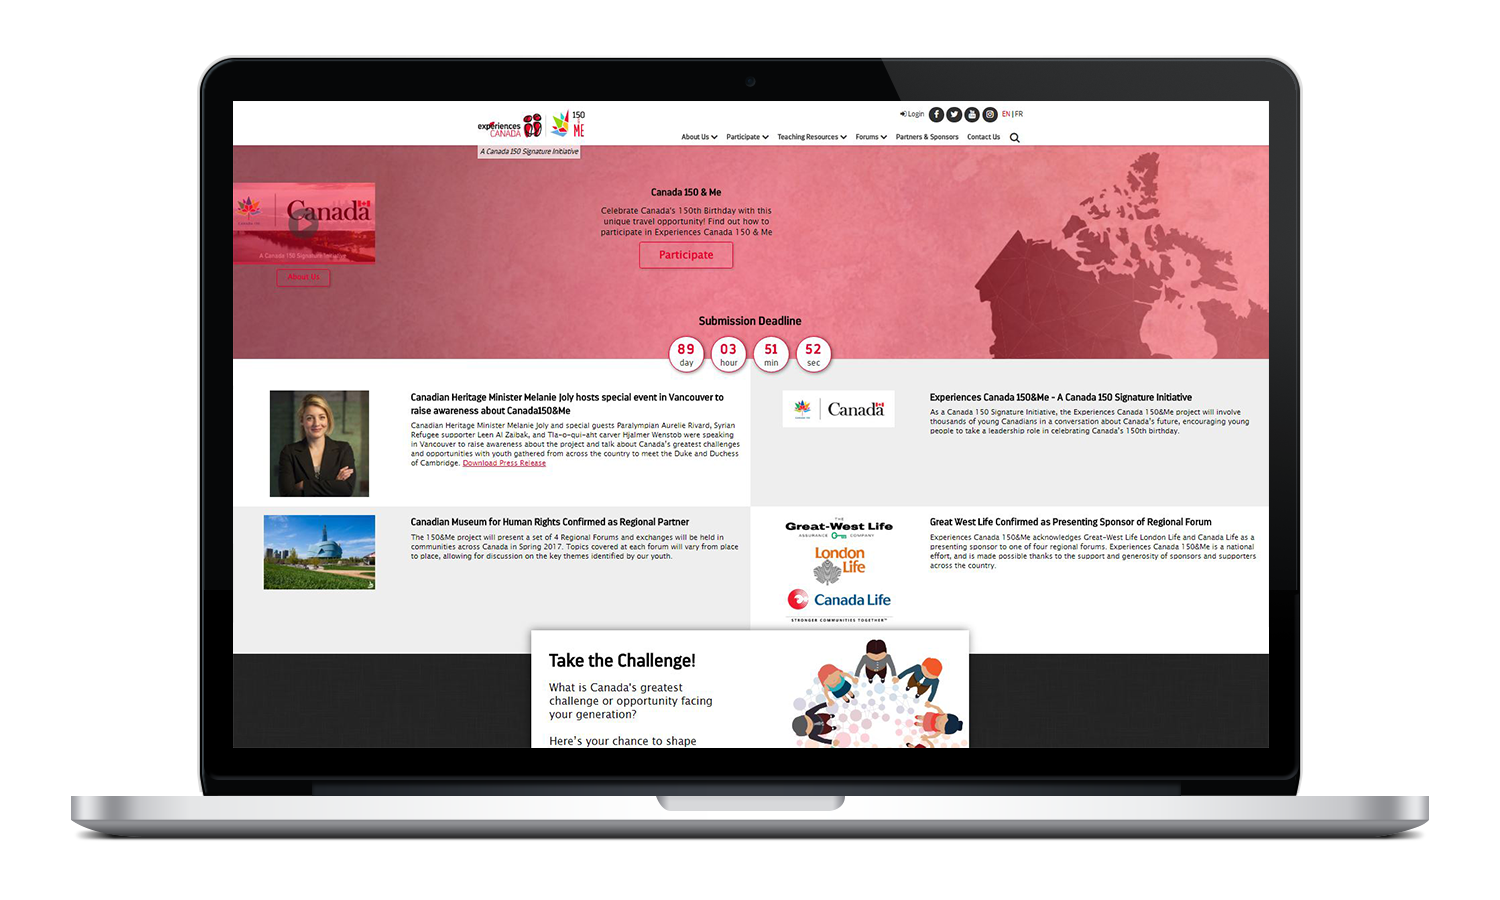 experiences
CANADA
150
&
ME
A Canada 150 Signature Initiative
Login
EN | FR
About Us
Participate
Teaching Resources
Forums
Partners & Sponsors
Contact Us
Canada
A Canada 150 Signature Initiative
About Us
Canada 150 & Me
Celebrate Canada's 150th Birthday with this
unique travel opportunity! Find out how to
participate in Experiences Canada 150 & Me
Participate
Submission Deadline
89 03 51 52
day hour min sec
Canadian Heritage Minister Melanie Joly hosts special event in Vancouver to
raise awareness about Canada150&Me
Canadian Heritage Minister Melanie Joly and special guests Paralympian Aurelie Rivard, Syrian
Refugee supporter Leen Al Zaibak, and Tla-o-qui-aht carver Hjalmer Wenstob were speaking
in Vancouver to raise awareness about the project and talk about Canada's greatest challenges
and opportunities with youth gathered from across the country to meet the Duke and Duchess
of Cambridge. Download Press Release
Canada
Experiences Canada 150&Me - A Canada 150 Signature Initiative
As a Canada 150 Signature Initiative, the Experiences Canada 150&Me project will involve
thousands of young Canadians in a conversation about Canada's future, encouraging young
people to take a leadership role in celebrating Canada's 150th birthday.
Canadian Museum for Human Rights Confirmed as Regional Partner
The 150&Me project will present a set of 4 Regional Forums and exchanges will be held in
communities across Canada in Spring 2017. Topics covered at each forum will vary from place
to place, allowing for discussion on the key themes identified by our youth.
THE
Great-West Life
ASSURANCE COMPANY
London
Life
Canada Life
STRONGER COMMUNITIES TOGETHER™
Great West Life Confirmed as Presenting Sponsor of Regional Forum
Experiences Canada 150&Me acknowledges Great-West Life London Life and Canada Life as a
presenting sponsor to one of four regional forums. Experiences Canada 150&Me is a national
effort, and is made possible thanks to the support and generosity of sponsors and supporters
across the country.
Take the Challenge!
What is Canada's greatest
challenge or opportunity facing
your generation?
Here's your chance to shape